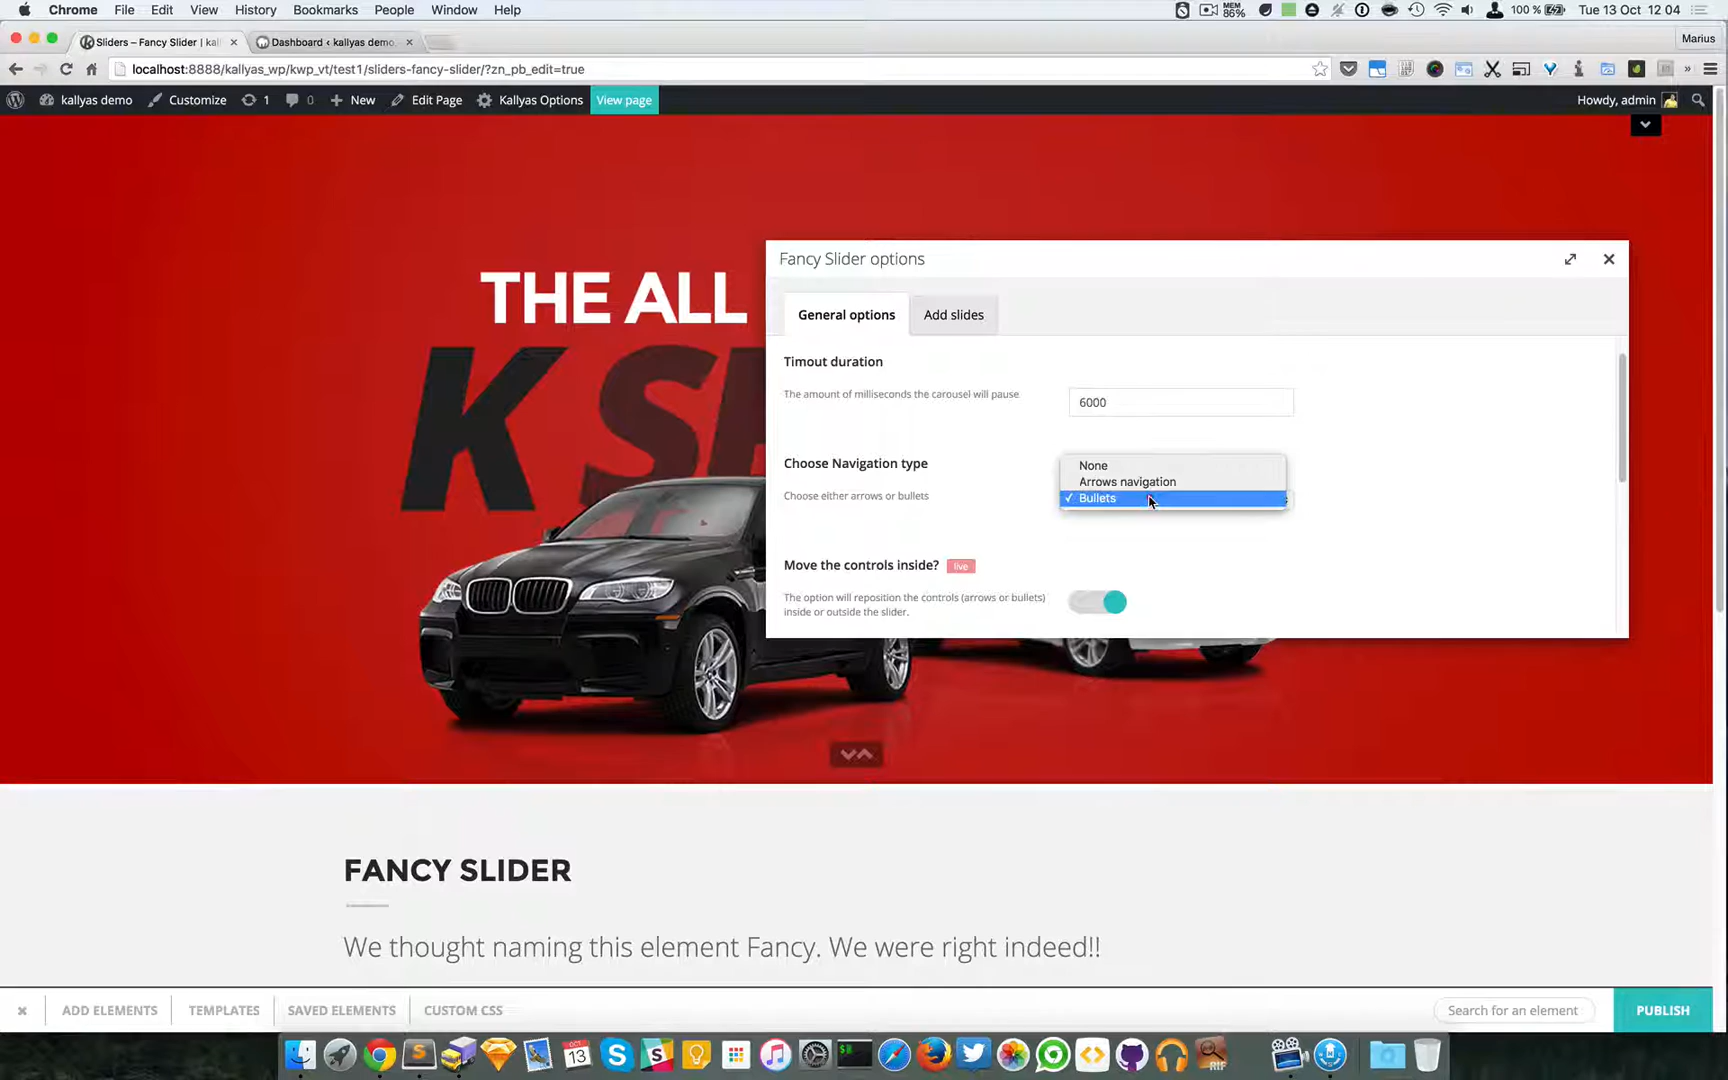 Chrome File Edit View History Bookmarks People Window Help MEM 86% 100 % Tue 13 Oct 12 04
Sliders – Fancy Slider | kal Dashboard ‹ kallyas demo Marius
localhost:8888/kallyas_wp/kwp_vt/test1/sliders-fancy-slider/?zn_pb_edit=true
kallyas demo Customize 1 0 New Edit Page Kallyas Options View page Howdy, admin
THE ALL
K S
Fancy Slider options
General options Add slides
Timout duration
The amount of milliseconds the carousel will pause
6000
Choose Navigation type
Choose either arrows or bullets
None
Arrows navigation
✓ Bullets
Move the controls inside? live
The option will reposition the controls (arrows or bullets)
inside or outside the slider.
FANCY SLIDER
We thought naming this element Fancy. We were right indeed!!
ADD ELEMENTS TEMPLATES SAVED ELEMENTS CUSTOM CSS Search for an element PUBLISH